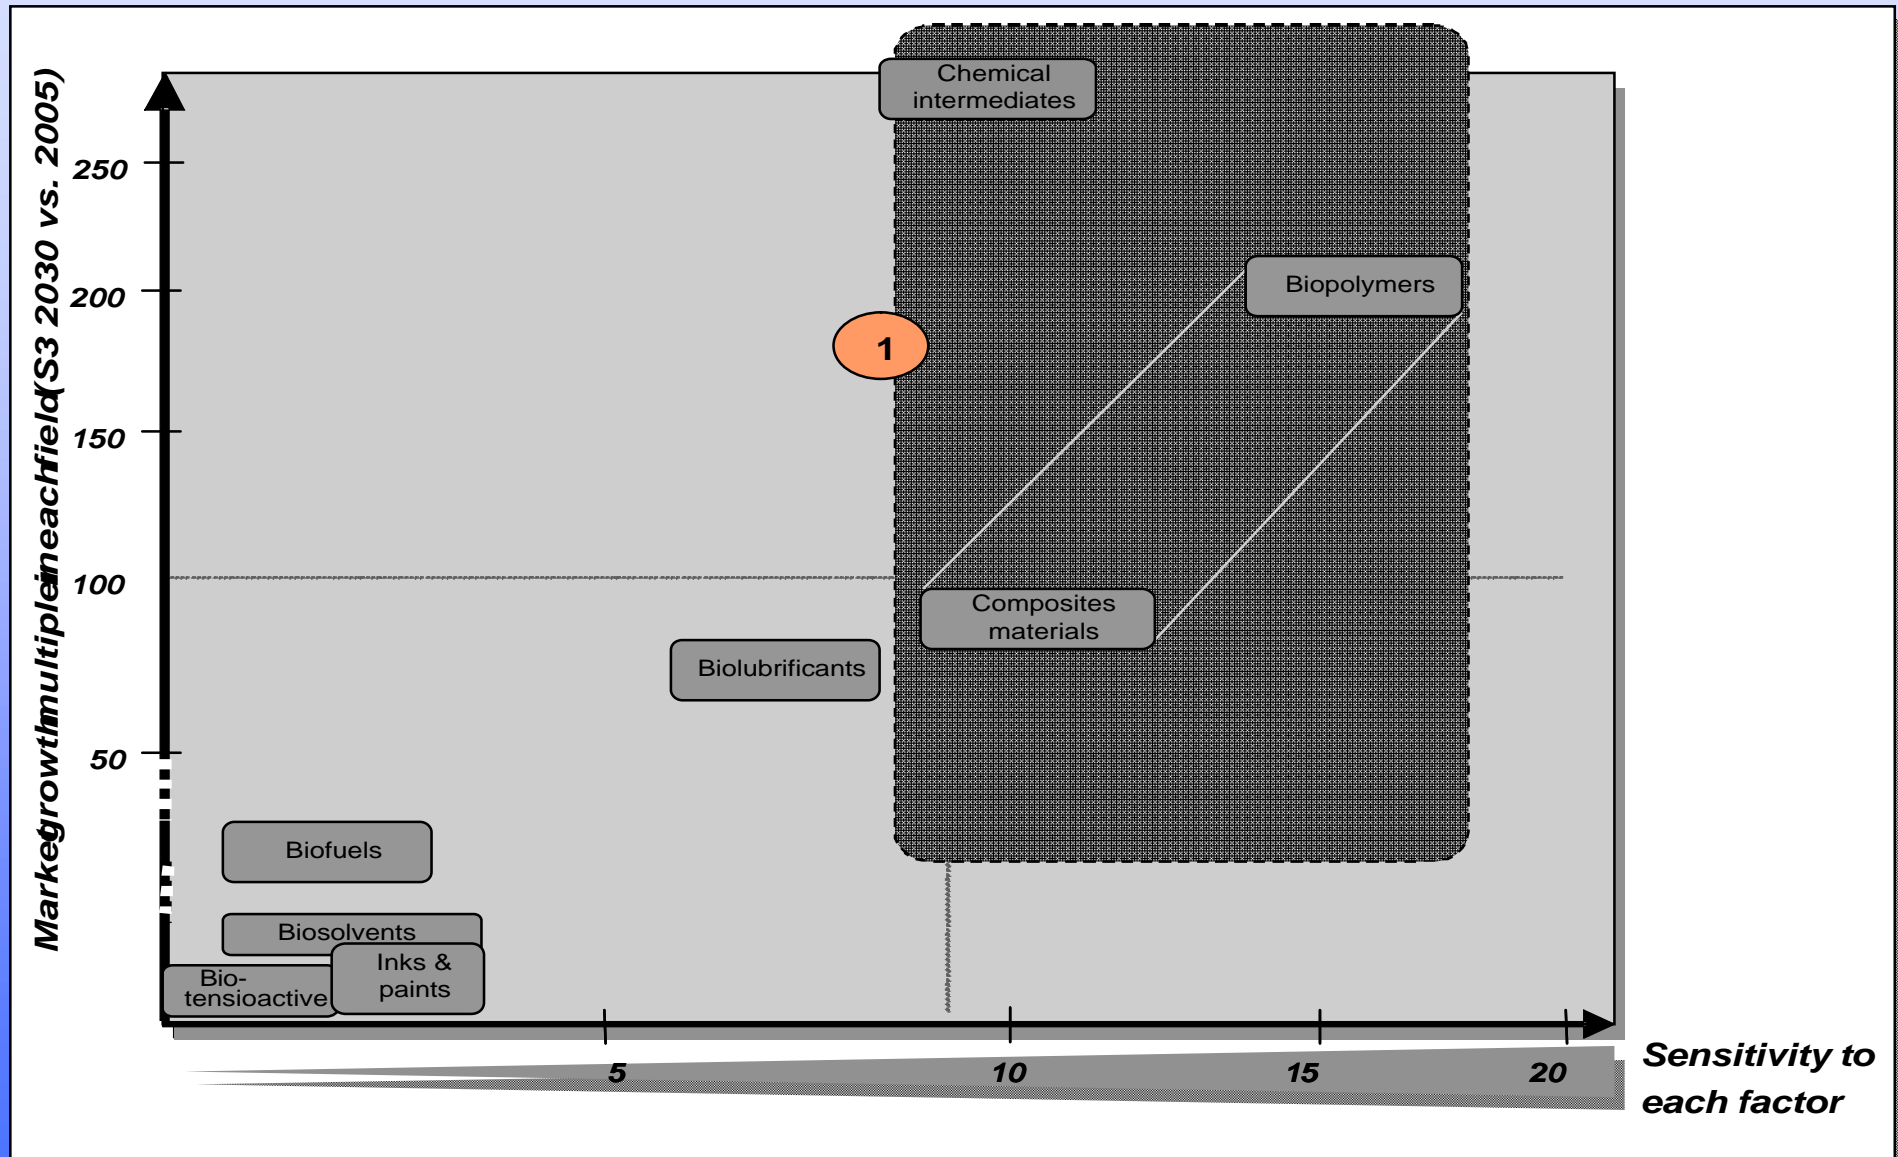 Chemical
intermediates
250
Biopolymers
200
1
150
100
Composites
materials
Biolubrificants
50
Biofuels
Biosolvents
Inks &
paints
Bio-
tensioactive
5
10
15
20
Sensitivity to
each factor
Market growth multiple in each field (S3 2030 vs. 2005)